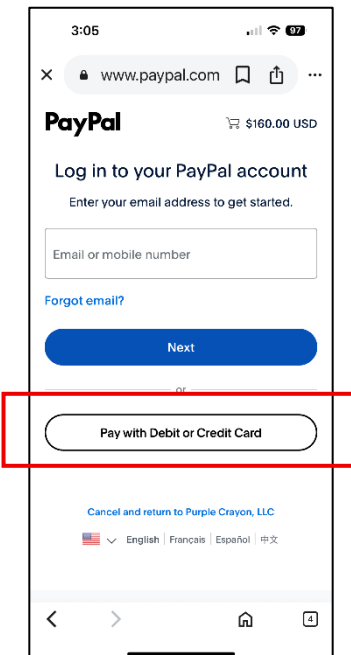 3:05 97
www.paypal.com
PayPal $160.00 USD
Log in to your PayPal account
Enter your email address to get started.
Email or mobile number
Forgot email?
Next
or
Pay with Debit or Credit Card
Cancel and return to Purple Crayon, LLC
English | Français | Español | 中文
4